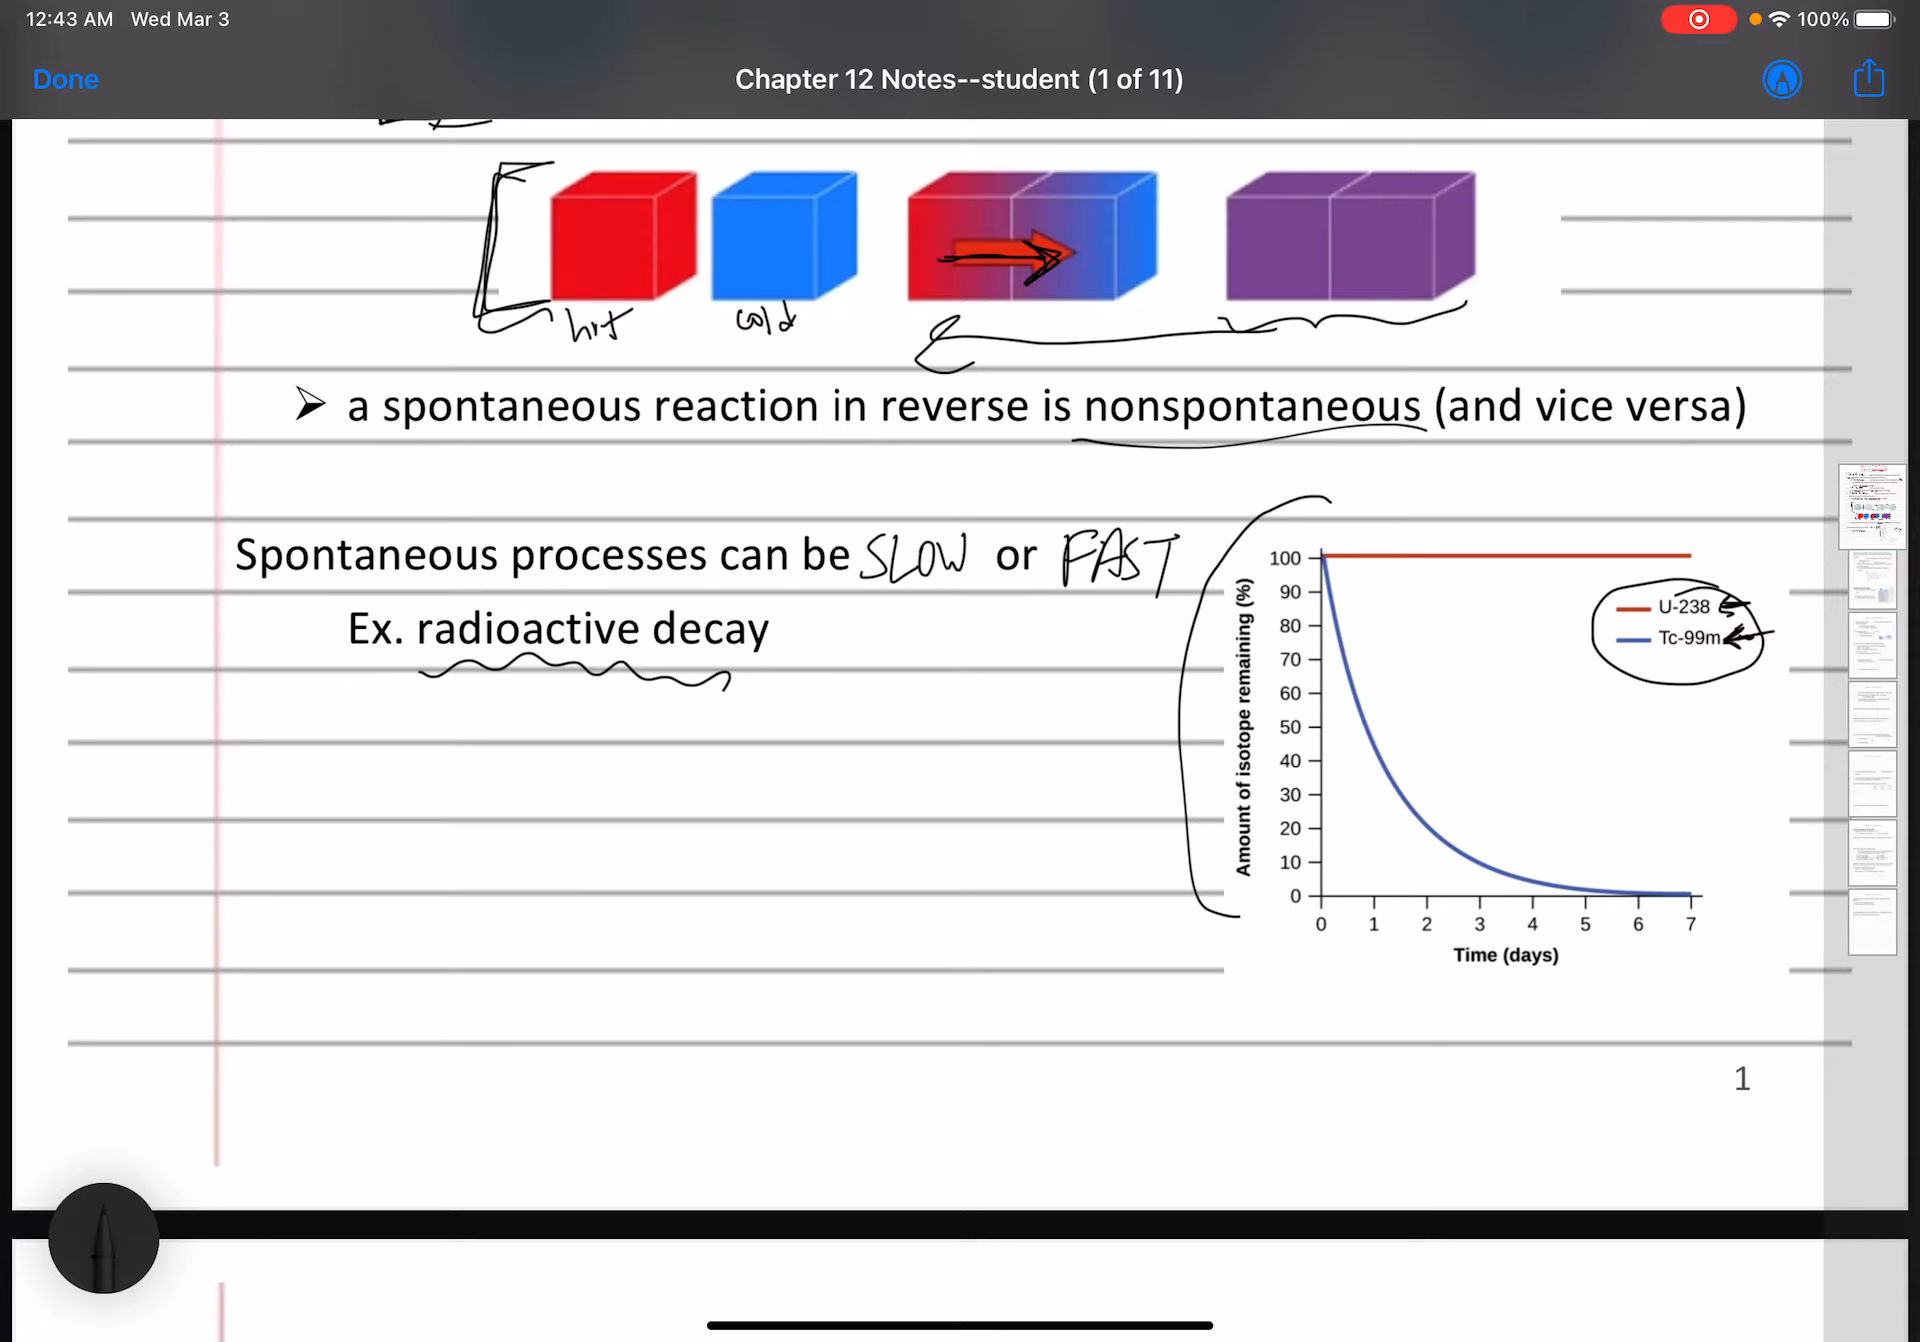 12:43 AM Wed Mar 3
100%
Done
Chapter 12 Notes--student (1 of 11)
hot
cold
➢ a spontaneous reaction in reverse is nonspontaneous (and vice versa)
Spontaneous processes can be SLOW or FAST
Ex. radioactive decay
Amount of isotope remaining (%)
100
90
80
70
60
50
40
30
20
10
0
U-238
Tc-99m
0 1 2 3 4 5 6 7
Time (days)
1